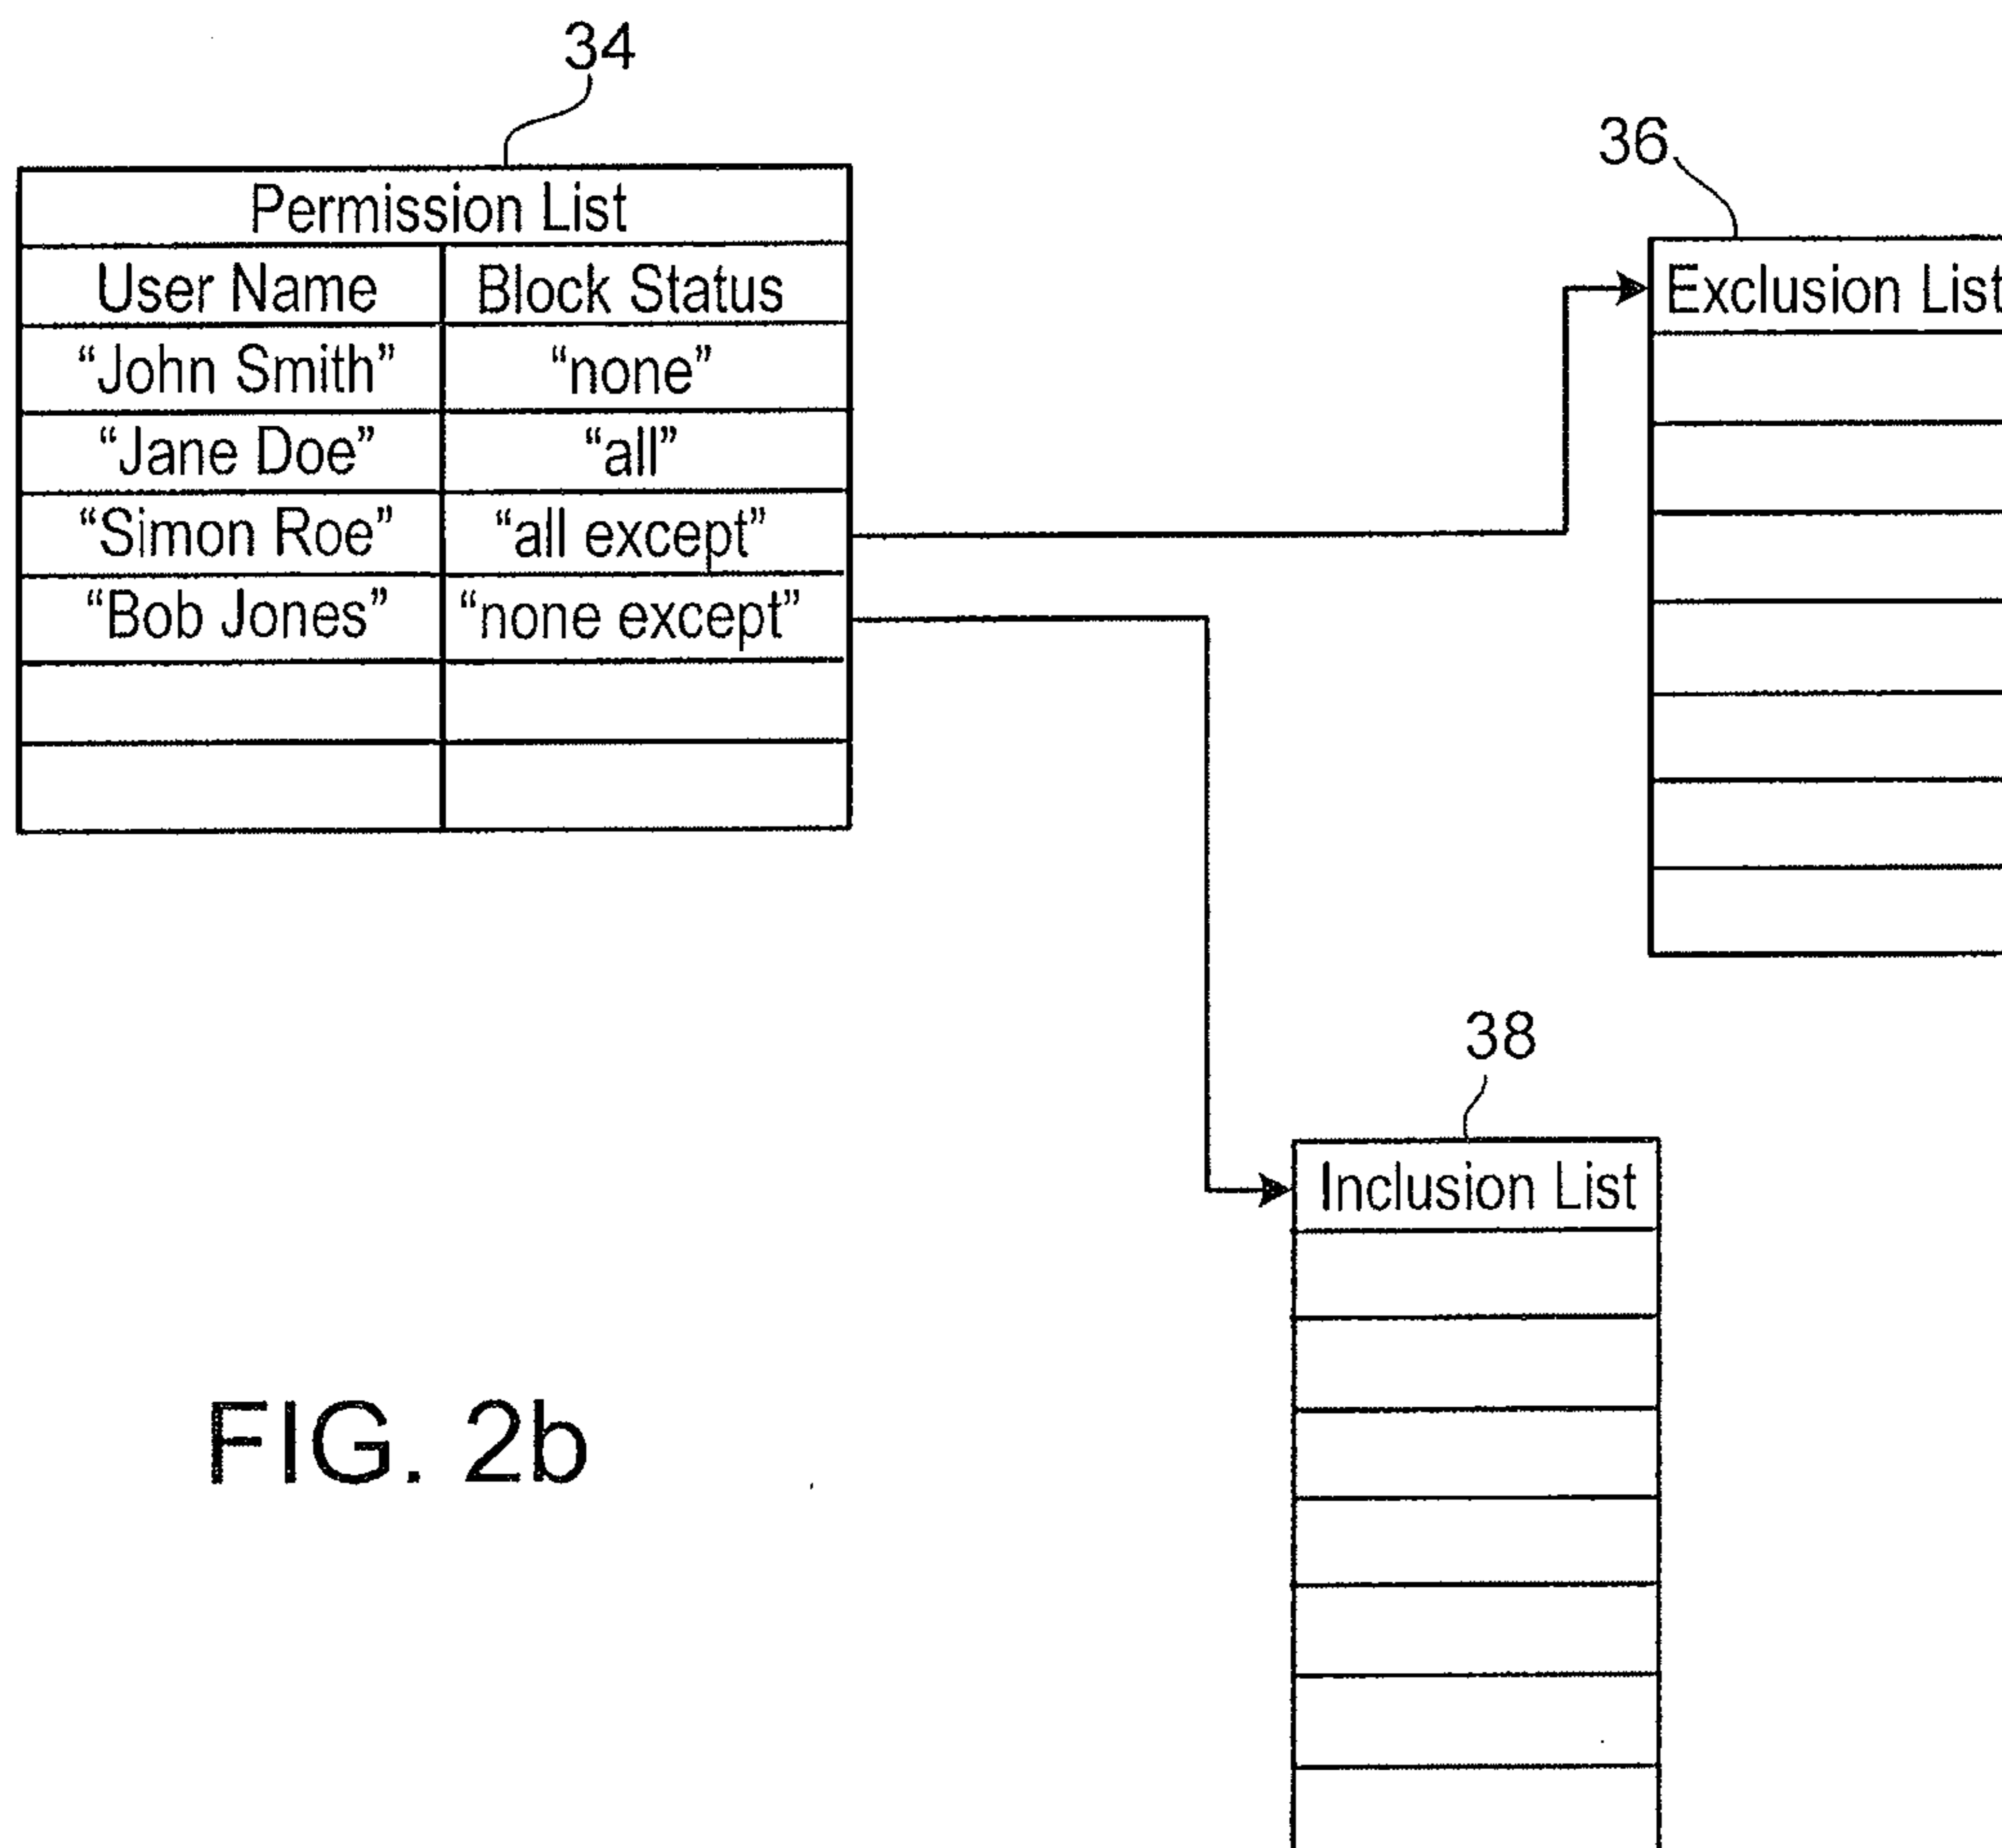 34
Permission List
User Name Block Status
“John Smith” “none”
“Jane Doe” “all”
“Simon Roe” “all except”
“Bob Jones” “none except”
36
Exclusion List
38
Inclusion List
FIG. 2b